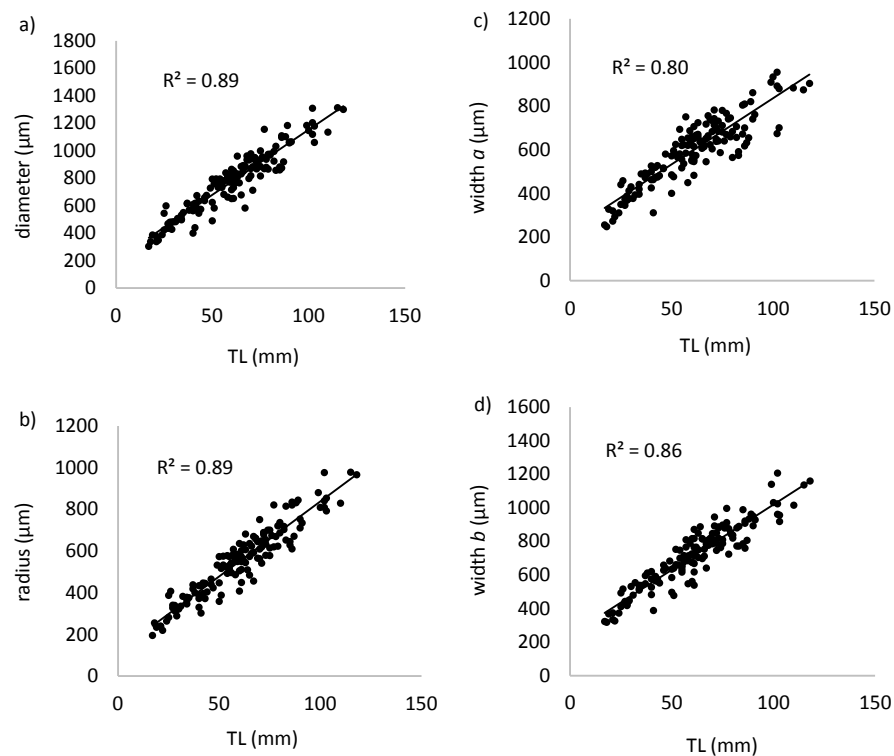 a)
1800
1600
1400
1200
1000
800
600
400
200
0
R² = 0.89
diameter (µm)
0 50 100 150
TL (mm)
c)
1200
1000
800
600
400
200
0
R² = 0.80
width a (µm)
0 50 100 150
TL (mm)
b)
1200
1000
800
600
400
200
0
R² = 0.89
radius (µm)
0 50 100 150
TL (mm)
d)
1600
1400
1200
1000
800
600
400
200
0
R² = 0.86
width b (µm)
0 50 100 150
TL (mm)